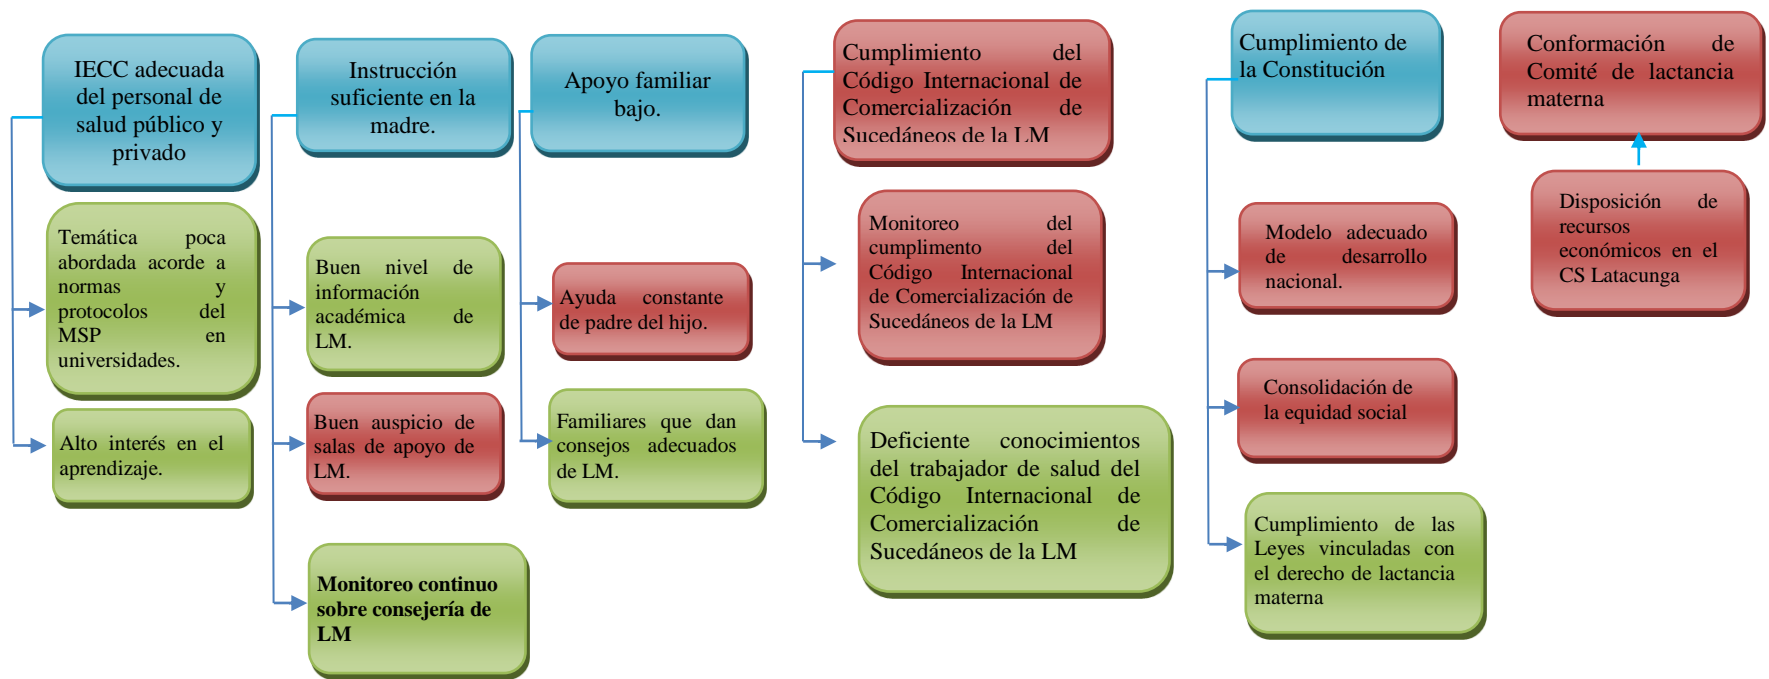 IECC adecuada
del personal de
salud público y
privado
Instrucción
suficiente en la
madre.
Apoyo familiar
bajo.
Cumplimiento del
Código Internacional de
Comercialización de
Sucedáneos de la LM
Cumplimiento de
la Constitución
Conformación de
Comité de lactancia
materna
Temática poca
abordada acorde a
normas y
protocolos del
MSP en
universidades.
Alto interés en el
aprendizaje.
Buen nivel de
información
académica de
LM.
Buen auspicio de
salas de apoyo de
LM.
Monitoreo continuo
sobre consejería de
LM
Ayuda constante
de padre del hijo.
Familiares que dan
consejos adecuados
de LM.
Monitoreo del
cumplimento del
Código Internacional
de Comercialización de
Sucedáneos de la LM
Deficiente conocimientos
del trabajador de salud del
Código Internacional de
Comercialización de
Sucedáneos de la LM
Modelo adecuado
de desarrollo
nacional.
Consolidación de
la equidad social
Cumplimiento de las
Leyes vinculadas con
el derecho de lactancia
materna
Disposición de
recursos
económicos en el
CS Latacunga